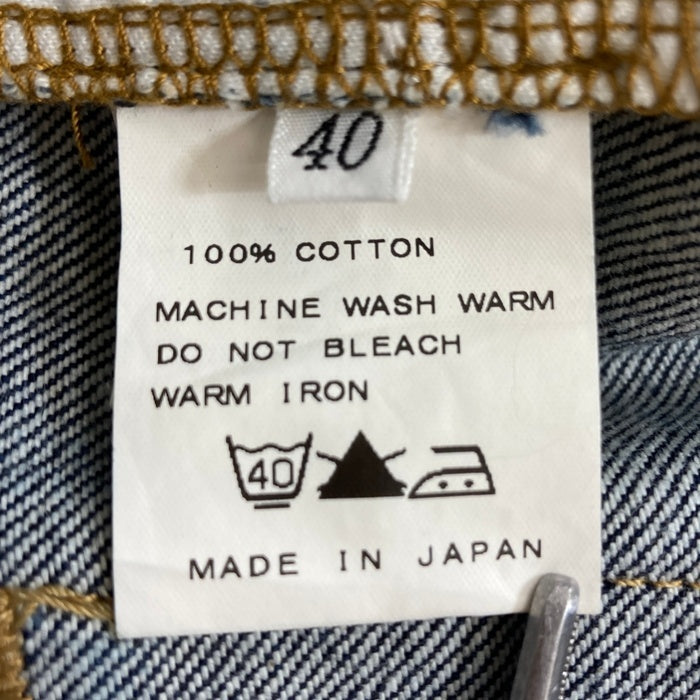 40
100% COTTON
MACHINE WASH WARM
DO NOT BLEACH
WARM IRON
40
MADE IN JAPAN